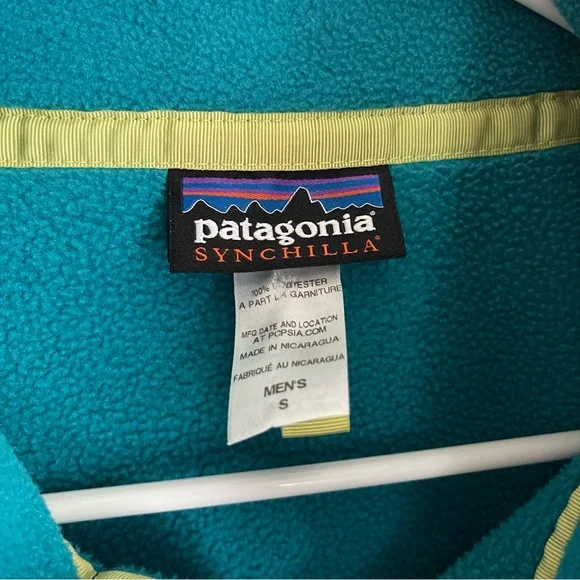 patagonia®
SYNCHILLA®
100% POLYESTER
A PART LA GARNITURE
MFG DATE AND LOCATION
AT PCPSIA.COM
MADE IN NICARAGUA
FABRIQUÉ AU NICARAGUA
MEN'S
S